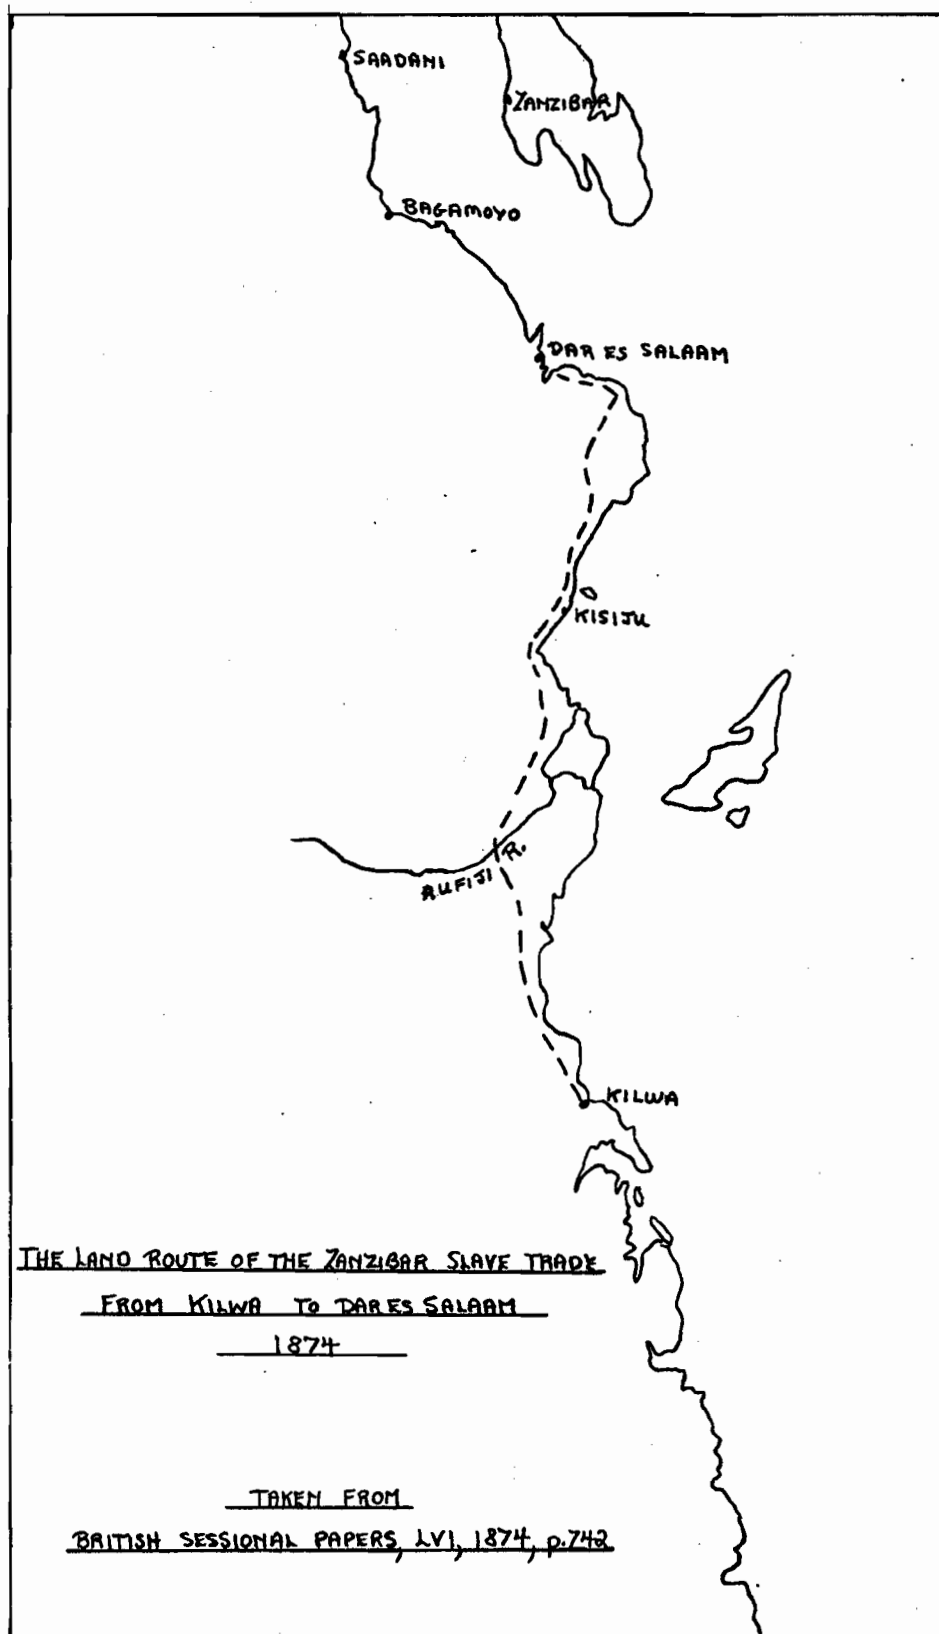 SAADANI
ZANZIBAR
BAGAMOYO
DAR ES SALAAM
KISIJU
RUFIJI R.
KILWA
THE LAND ROUTE OF THE ZANZIBAR SLAVE TRADE
FROM KILWA TO DAR ES SALAAM
1874
TAKEN FROM
BRITISH SESSIONAL PAPERS, LVI, 1874, p.742